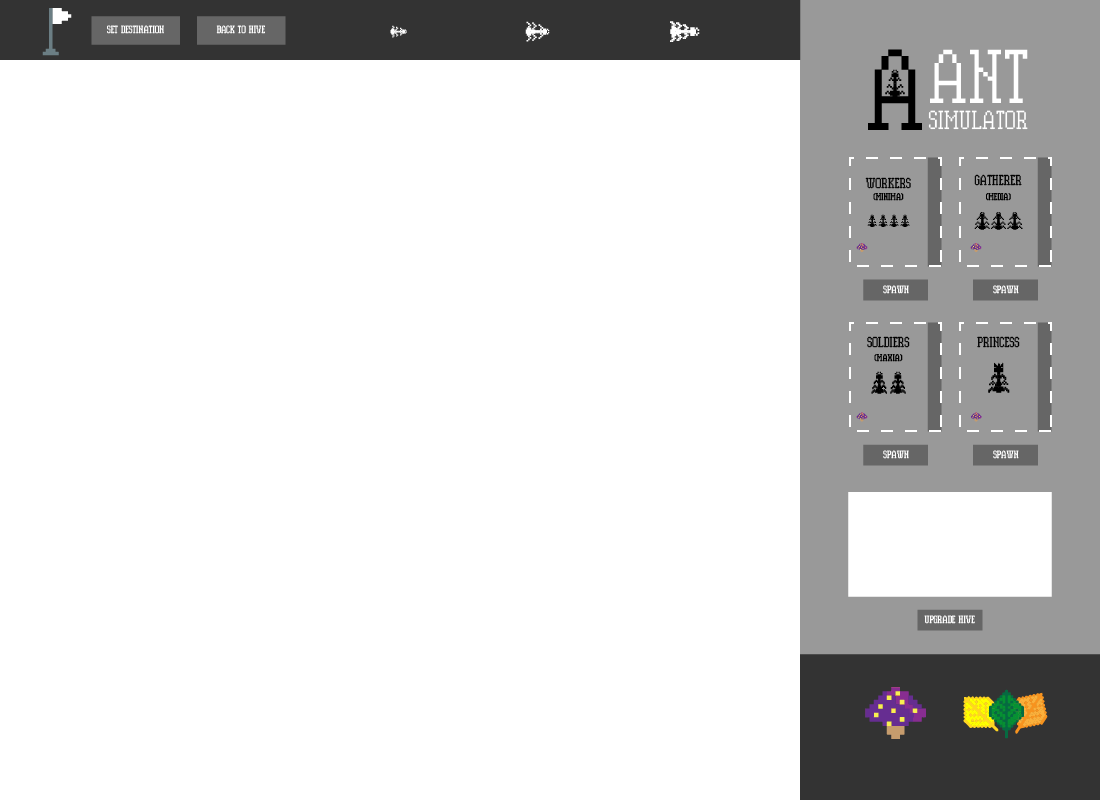 SET DESTINATION
BACK TO HIVE
A ANT
SIMULATOR
WORKERS
(MINIMA)
GATHERER
(MEDIA)
SPAWN
SPAWN
SOLDIERS
(MAXIA)
PRINCESS
SPAWN
SPAWN
UPGRADE HIVE